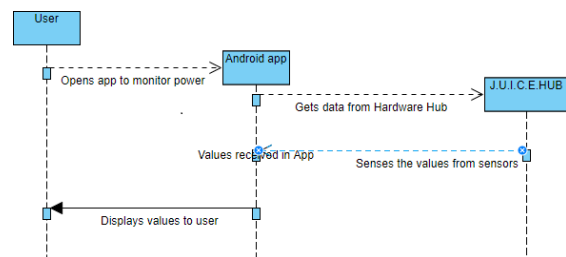 User
Android app
J.U.I.C.E.HUB
Opens app to monitor power
Gets data from Hardware Hub
Values received in App
Senses the values from sensors
Displays values to user